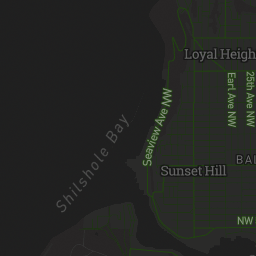 Loyal Heigh
Earl Ave NW
25th Ave NW
Seaview Ave NW
Shilshole Bay
BAL
Sunset Hill
NW